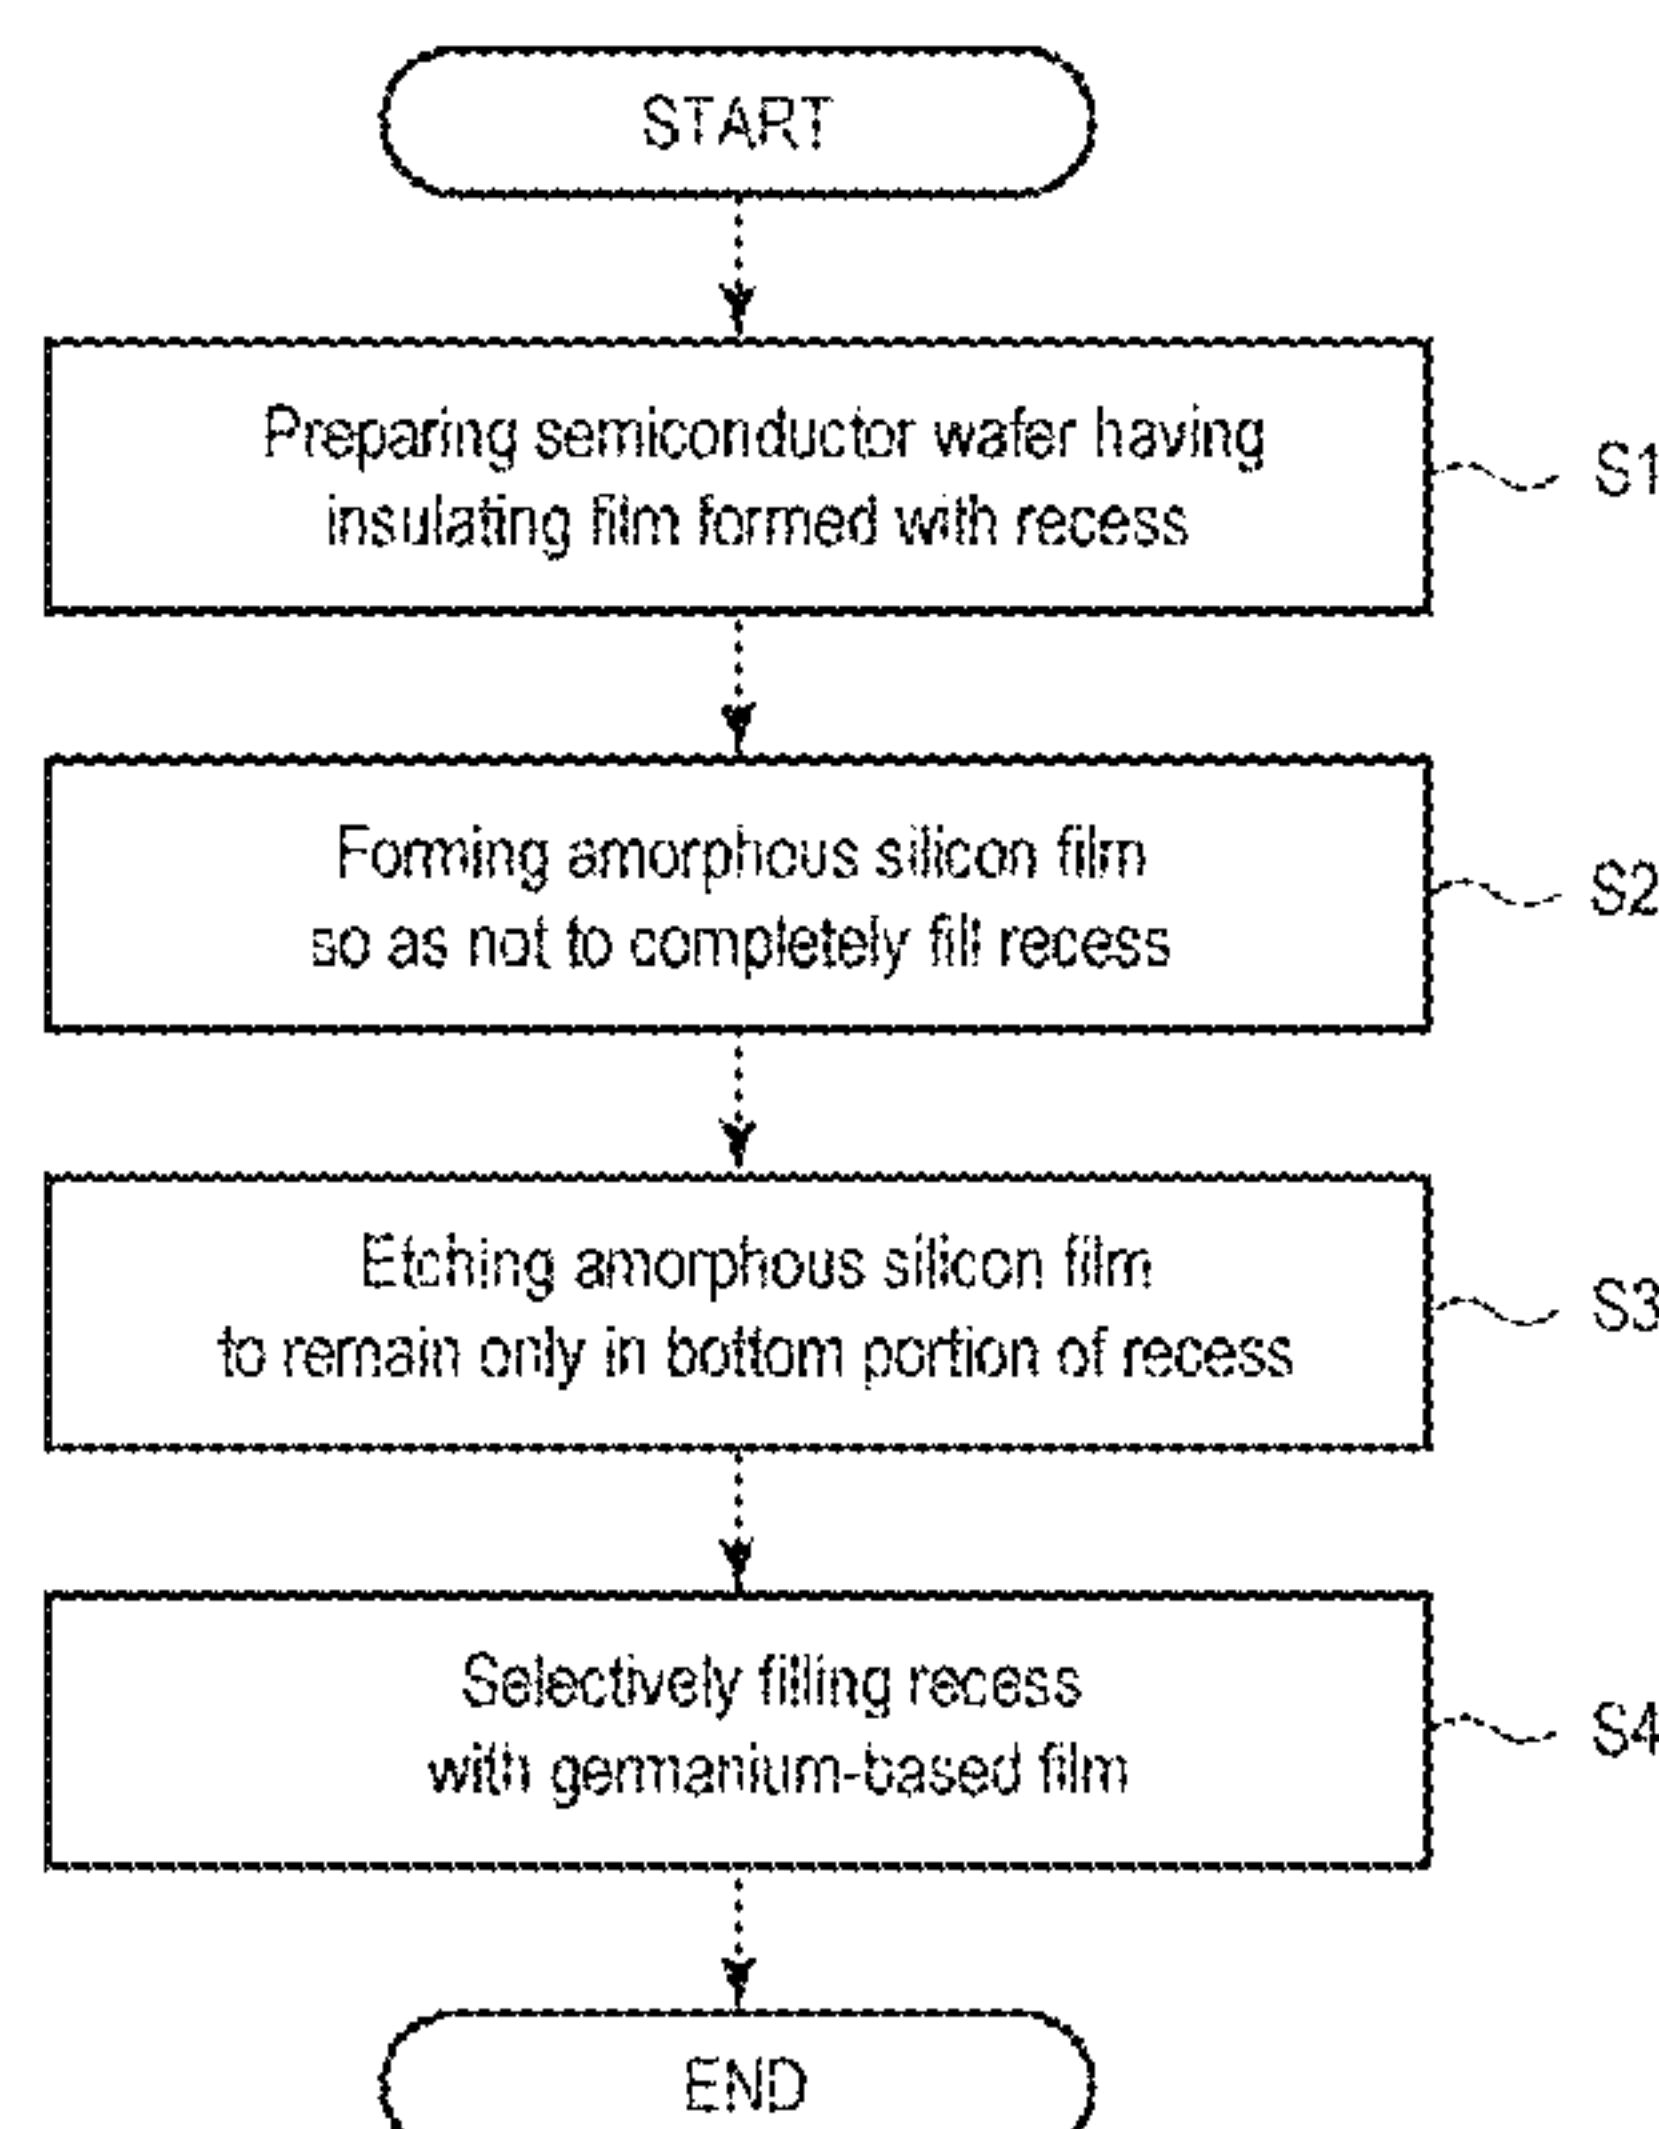 START
Preparing semiconductor wafer having
insulating film formed with recess
S1
Forming amorphous silicon film
so as not to completely fill recess
S2
Etching amorphous silicon film
to remain only in bottom portion of recess
S3
Selectively filling recess
with germanium-based film
S4
END